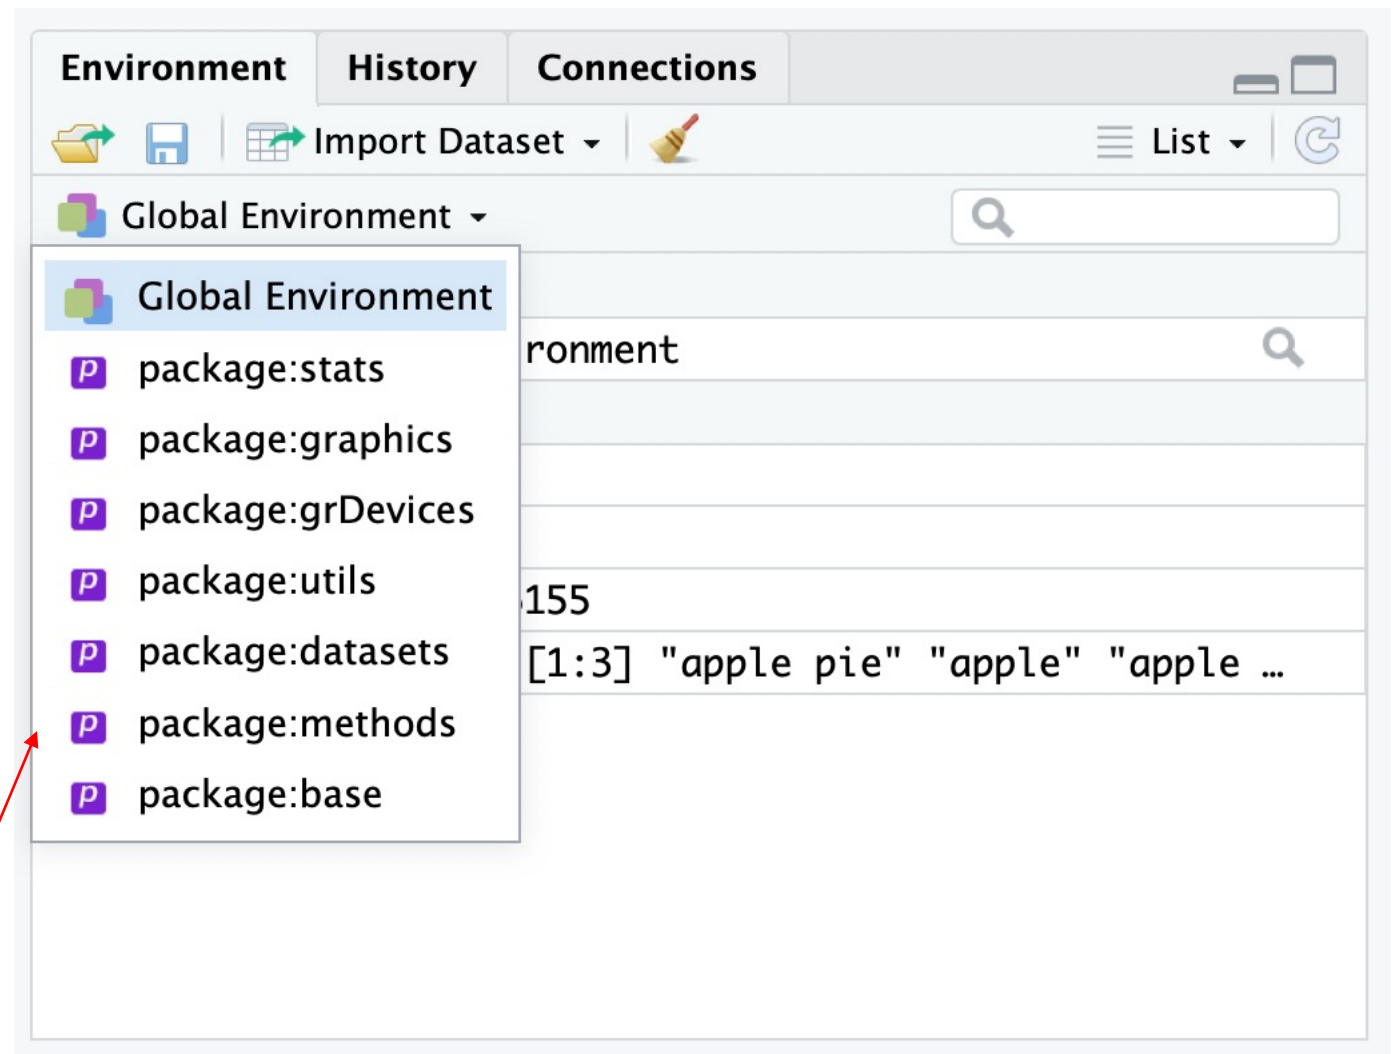 Environment History Connections
Import Dataset List
Global Environment
Global Environment
ronment
package:stats
package:graphics
package:grDevices
package:utils
155
package:datasets
[1:3] "apple pie" "apple" "apple …
package:methods
package:base